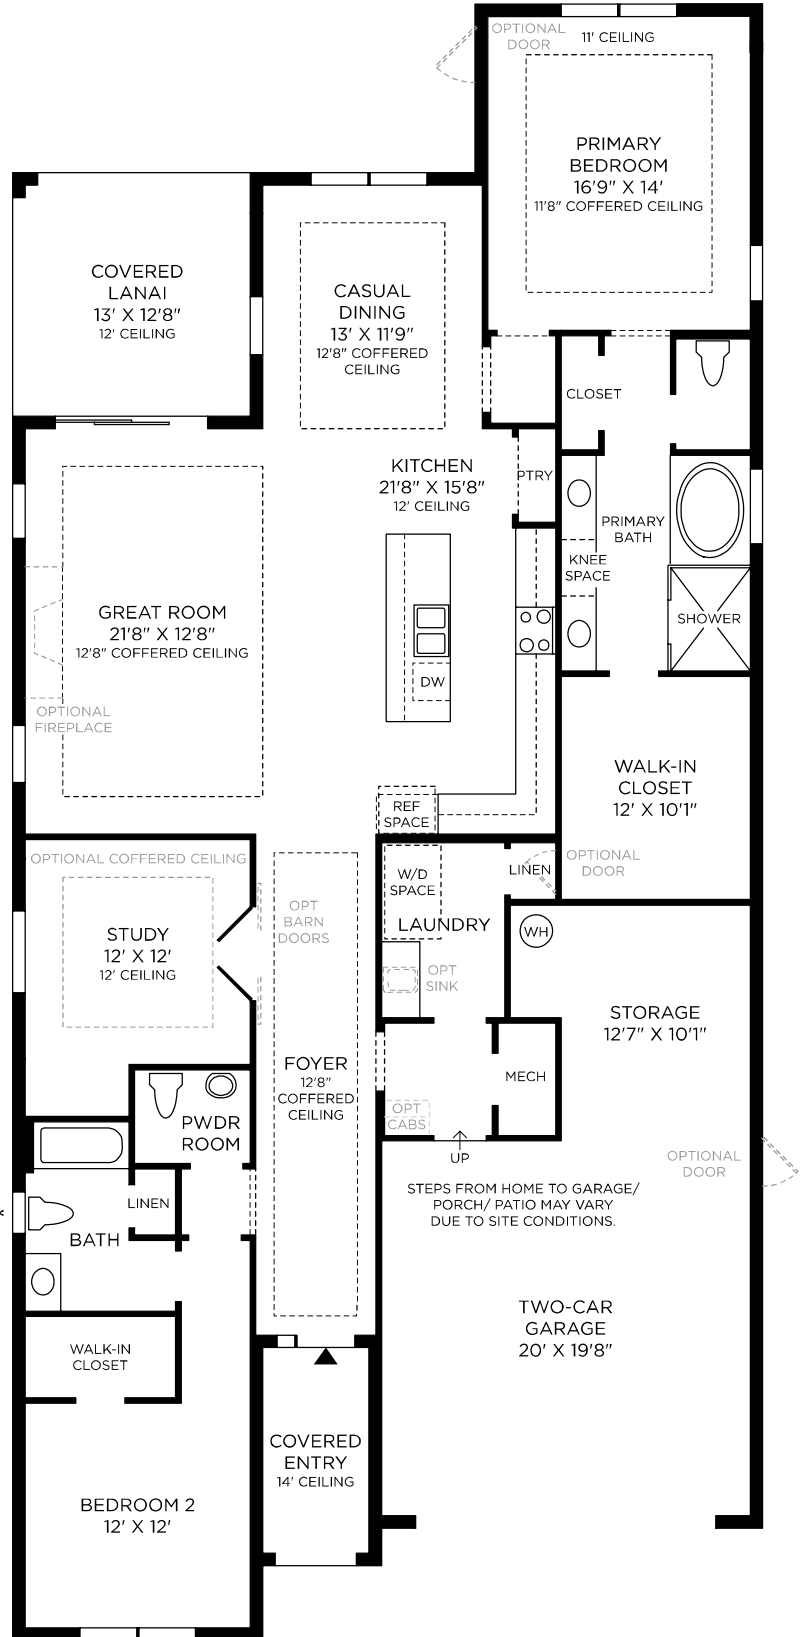 OPTIONAL
DOOR
11' CEILING
PRIMARY
BEDROOM
16'9" X 14'
11'8" COFFERED CEILING
COVERED
LANAI
13' X 12'8"
12' CEILING
CASUAL
DINING
13' X 11'9"
12'8" COFFERED
CEILING
CLOSET
KITCHEN
21'8" X 15'8"
12' CEILING
PTRY
PRIMARY
BATH
KNEE
SPACE
SHOWER
GREAT ROOM
21'8" X 12'8"
12'8" COFFERED CEILING
DW
OPTIONAL
FIREPLACE
WALK-IN
CLOSET
12' X 10'1"
REF
SPACE
OPTIONAL COFFERED CEILING
W/D
SPACE
LINEN
OPTIONAL
DOOR
OPT
BARN
DOORS
LAUNDRY
WH
STUDY
12' X 12'
12' CEILING
OPT
SINK
STORAGE
12'7" X 10'1"
FOYER
12'8"
COFFERED
CEILING
MECH
PWDR
ROOM
OPT
CABS
UP
OPTIONAL
DOOR
LINEN
STEPS FROM HOME TO GARAGE/
PORCH/ PATIO MAY VARY
DUE TO SITE CONDITIONS.
*
BATH
TWO-CAR
GARAGE
20' X 19'8"
WALK-IN
CLOSET
COVERED
ENTRY
14' CEILING
BEDROOM 2
12' X 12'